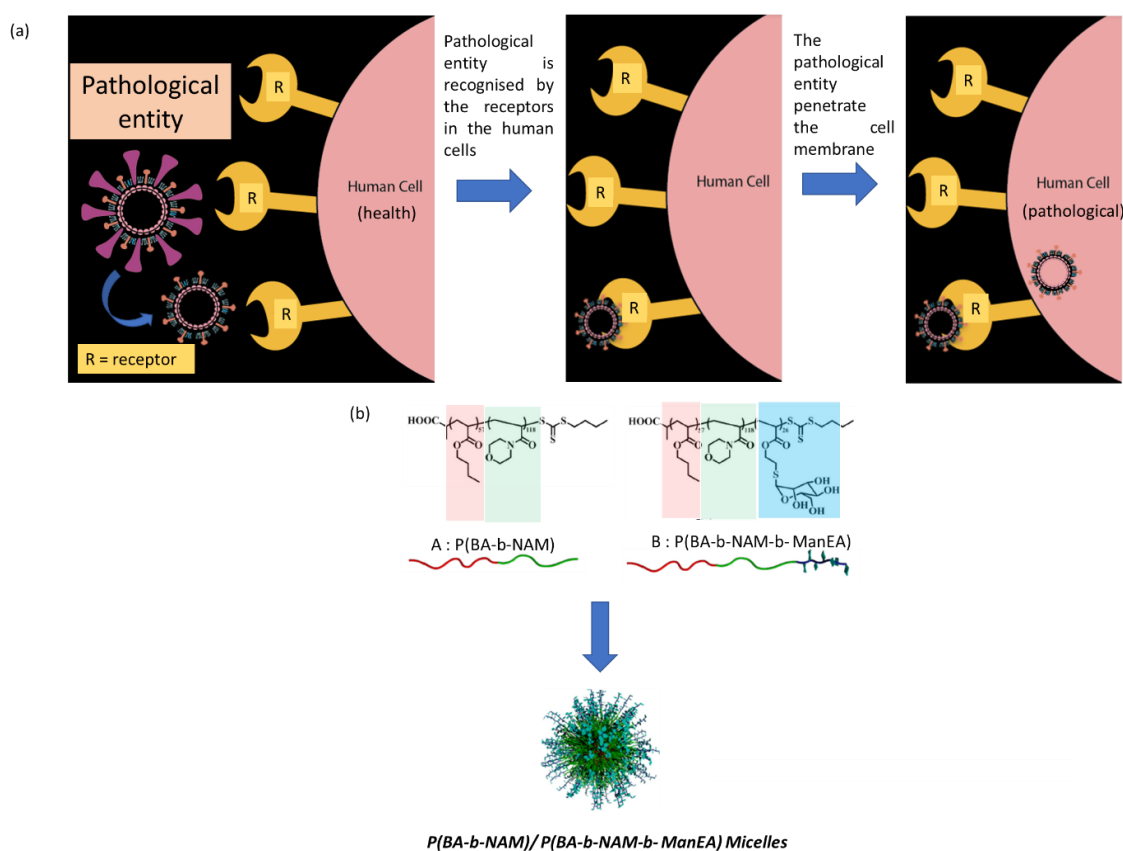 (a)
Pathological
entity
R
R
R
R = receptor
Human Cell
(health)
Pathological
entity is
recognised by
the receptors
in the human
cells
R
R
R
Human Cell
The
pathological
entity
penetrate
the cell
membrane
R
R
R
Human Cell
(pathological)
(b)
HOOC
57
118
S
S
S
O
O
N
O
O
A : P(BA-b-NAM)
HOOC
118
26
S
S
S
O
O
N
O
O
O
O
S
O
OH
OH
OH
OH
B : P(BA-b-NAM-b- ManEA)
P(BA-b-NAM)/ P(BA-b-NAM-b- ManEA) Micelles